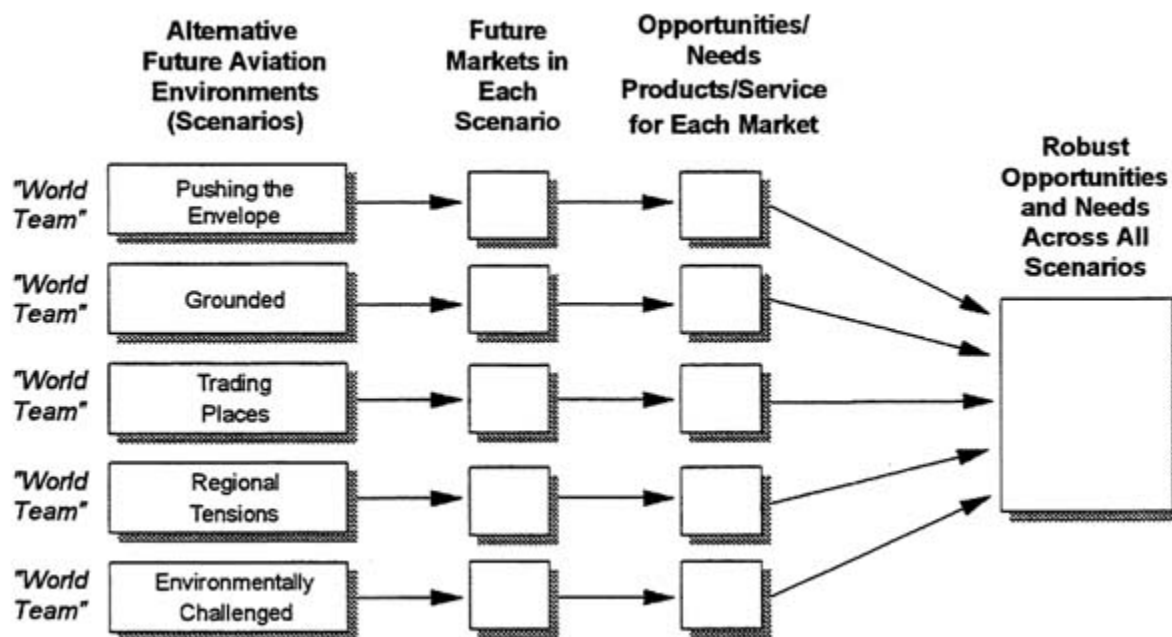 Alternative
Future Aviation
Environments
(Scenarios)
Future
Markets in
Each
Scenario
Opportunities/
Needs
Products/Service
for Each Market
Robust
Opportunities
and Needs
Across All
Scenarios
"World
Team"
Pushing the
Envelope
"World
Team"
Grounded
"World
Team"
Trading
Places
"World
Team"
Regional
Tensions
"World
Team"
Environmentally
Challenged